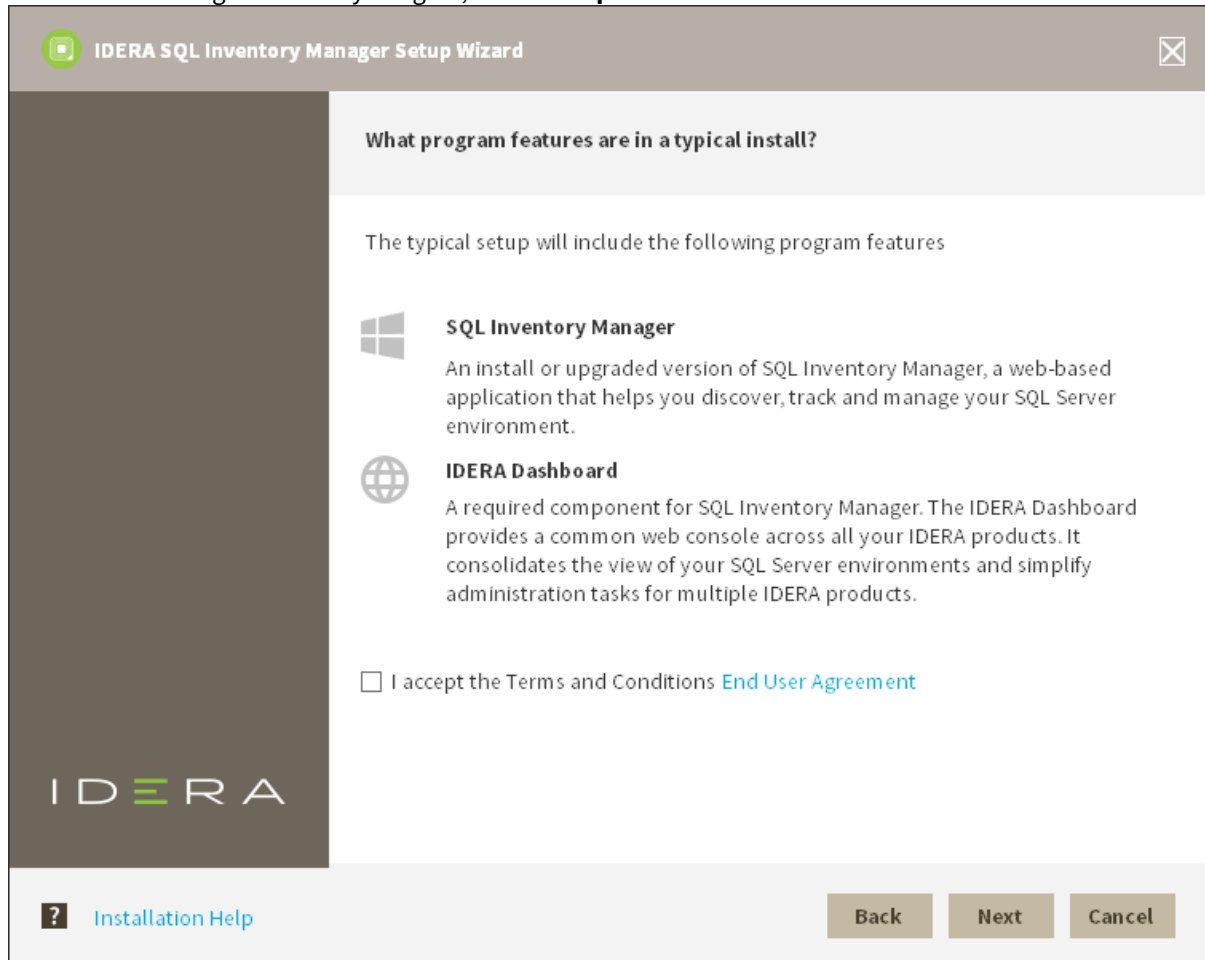 IDERA SQL Inventory Manager Setup Wizard
What program features are in a typical install?
The typical setup will include the following program features
SQL Inventory Manager
An install or upgraded version of SQL Inventory Manager, a web-based
application that helps you discover, track and manage your SQL Server
environment.
IDERA Dashboard
A required component for SQL Inventory Manager. The IDERA Dashboard
provides a common web console across all your IDERA products. It
consolidates the view of your SQL Server environments and simplify
administration tasks for multiple IDERA products.
I accept the Terms and Conditions End User Agreement
IDERA
? Installation Help
Back Next Cancel